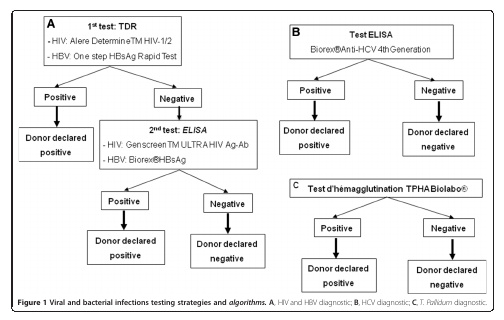 A
1st test: TDR
- HIV: Alere DetermineTM HIV-1/2
- HBV: One step HBsAg Rapid Test
Positive
Negative
Donor declared
positive
2nd test: ELISA
- HIV: Genscreen TM ULTRA HIV Ag-Ab
- HBV: Biorex®HBsAg
Positive
Negative
Donor declared
positive
Donor declared
negative
B
Test ELISA
Biorex®Anti-HCV 4thGeneration
Positive
Negative
Donor declared
positive
Donor declared
negative
C
Test d'hémagglutination TPHA Biolabo®
Positive
Negative
Donor declared
positive
Donor declared
negative
Figure 1 Viral and bacterial infections testing strategies and algorithms. A, HIV and HBV diagnostic; B, HCV diagnostic; C, T. Pallidum diagnostic.